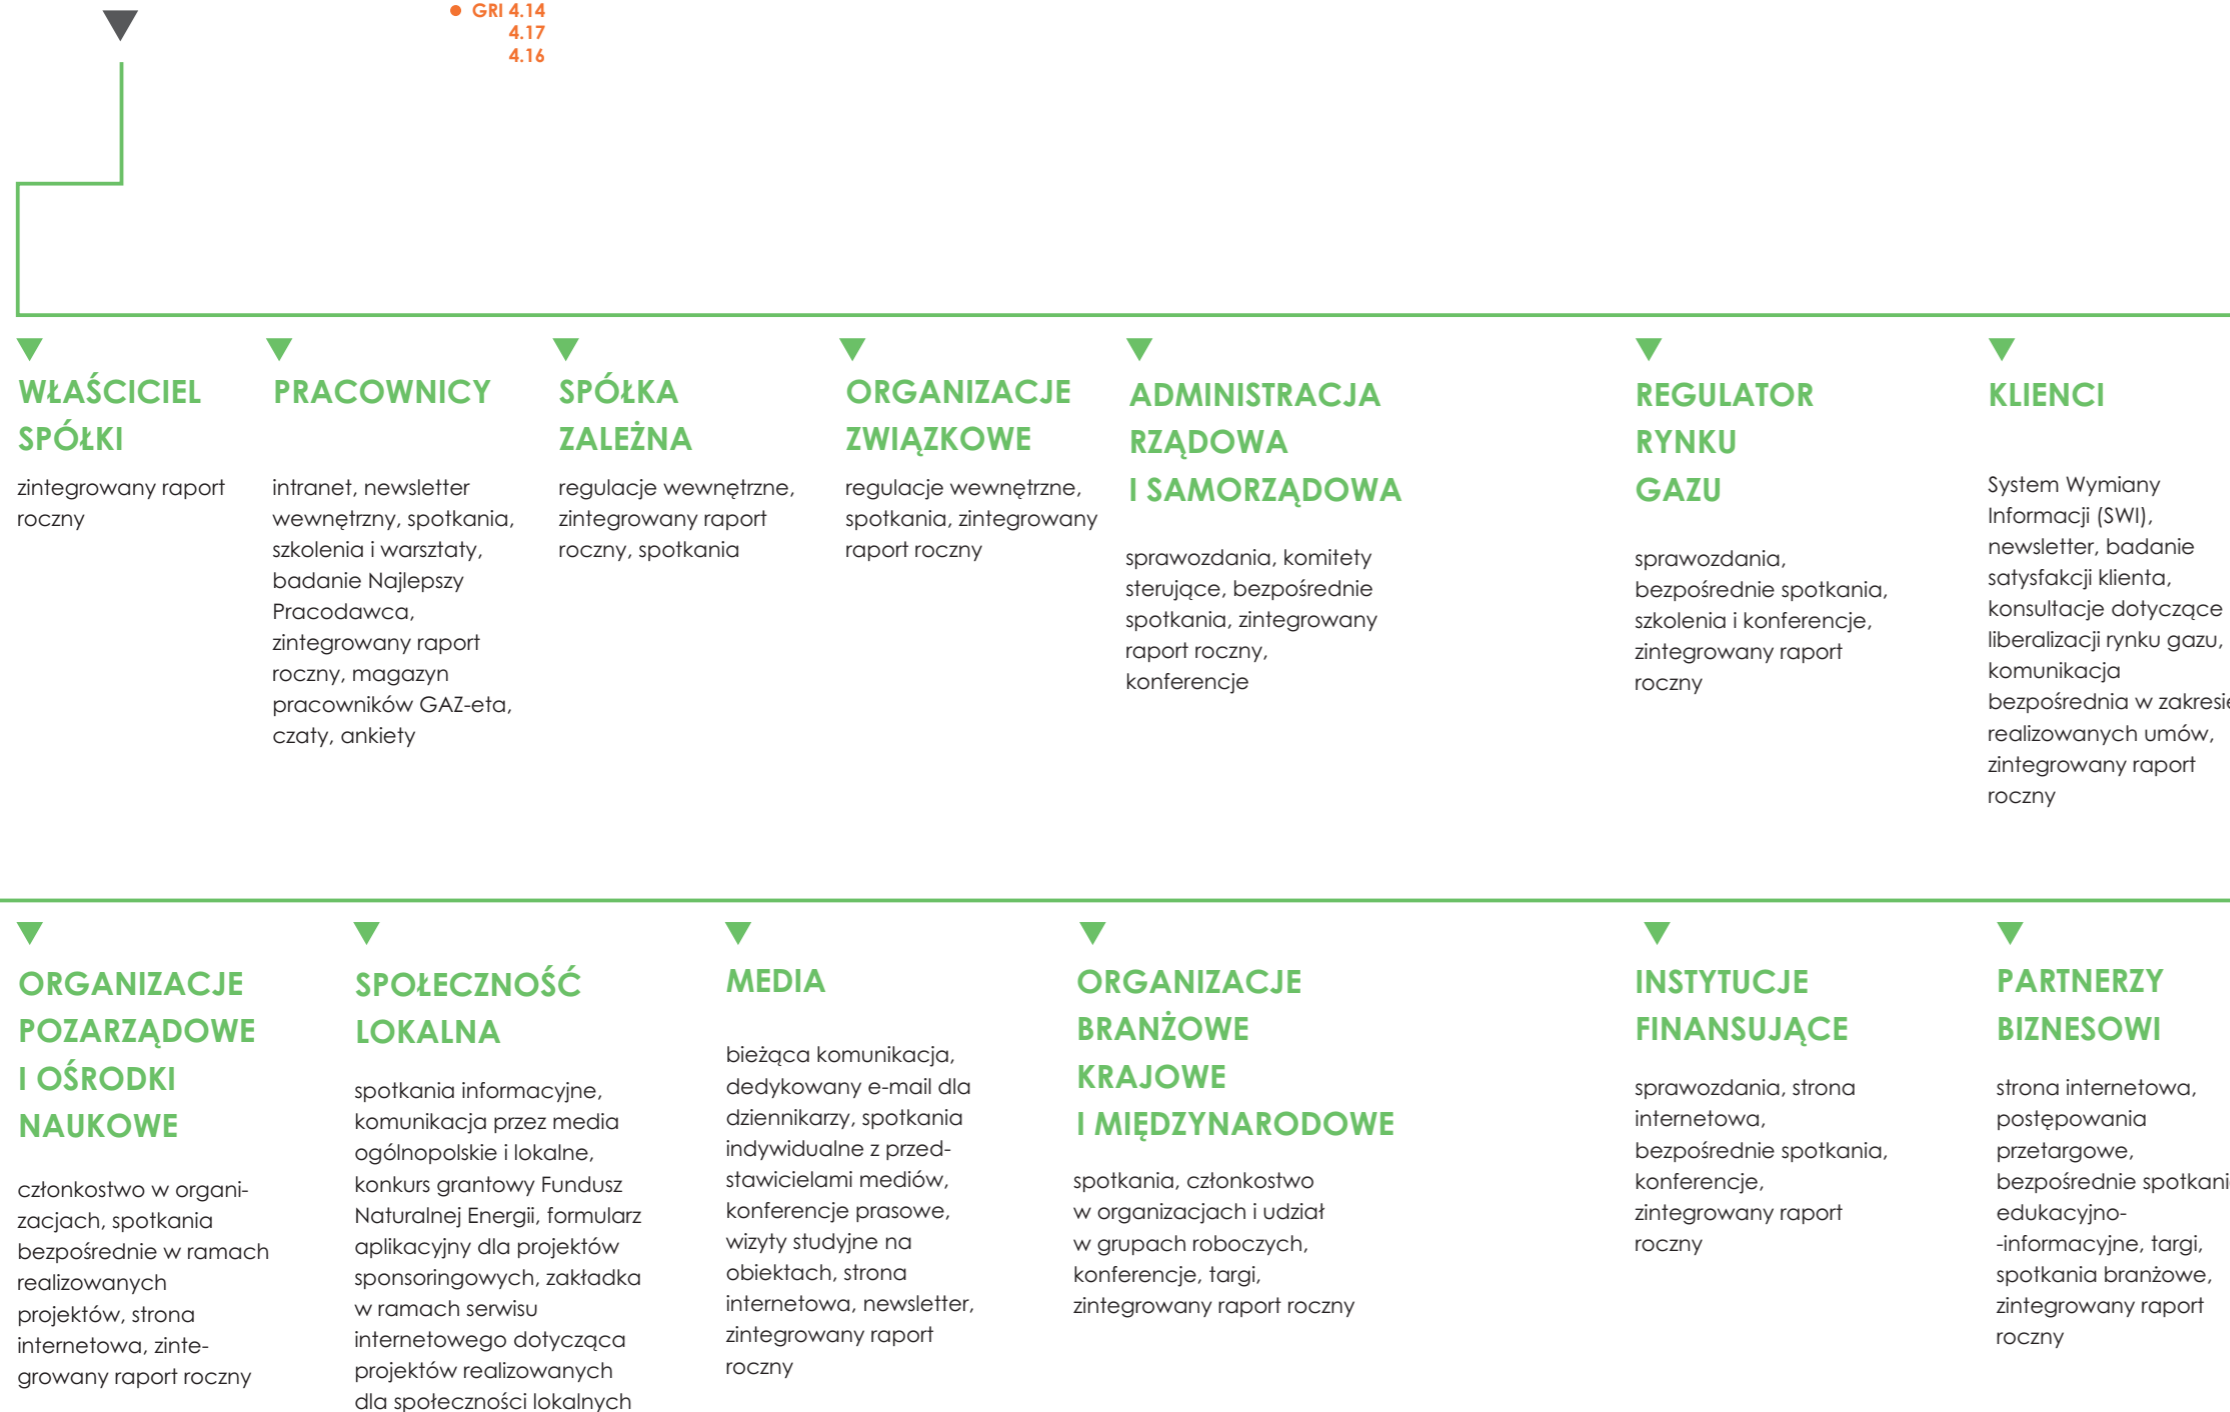 GRI 4.14
4.17
4.16
WŁAŚCICIEL
SPÓŁKI
zintegrowany raport
roczny
PRACOWNICY
intranet, newsletter
wewnętrzny, spotkania,
szkolenia i warsztaty,
badanie Najlepszy
Pracodawca,
zintegrowany raport
roczny, magazyn
pracowników GAZ-eta,
czaty, ankiety
SPÓŁKA
ZALEŻNA
regulacje wewnętrzne,
zintegrowany raport
roczny, spotkania
ORGANIZACJE
ZWIĄZKOWE
regulacje wewnętrzne,
spotkania, zintegrowany
raport roczny
ADMINISTRACJA
RZĄDOWA
I SAMORZĄDOWA
sprawozdania, komitety
sterujące, bezpośrednie
spotkania, zintegrowany
raport roczny,
konferencje
REGULATOR
RYNKU
GAZU
sprawozdania,
bezpośrednie spotkania,
szkolenia i konferencje,
zintegrowany raport
roczny
KLIENCI
System Wymiany
Informacji (SWI),
newsletter, badanie
satysfakcji klienta,
konsultacje dotyczące
liberalizacji rynku gazu,
komunikacja
bezpośrednia w zakresie
realizowanych umów,
zintegrowany raport
roczny
ORGANIZACJE
POZARZĄDOWE
I OŚRODKI
NAUKOWE
członkostwo w organi-
zacjach, spotkania
bezpośrednie w ramach
realizowanych
projektów, strona
internetowa, zinte-
growany raport roczny
SPOŁECZNOŚĆ
LOKALNA
spotkania informacyjne,
komunikacja przez media
ogólnopolskie i lokalne,
konkurs grantowy Fundusz
Naturalnej Energii, formularz
aplikacyjny dla projektów
sponsoringowych, zakładka
w ramach serwisu
internetowego dotycząca
projektów realizowanych
dla społeczności lokalnych
MEDIA
bieżąca komunikacja,
dedykowany e-mail dla
dziennikarzy, spotkania
indywidualne z przed-
stawicielami mediów,
konferencje prasowe,
wizyty studyjne na
obiektach, strona
internetowa, newsletter,
zintegrowany raport
roczny
ORGANIZACJE
BRANŻOWE
KRAJOWE
I MIĘDZYNARODOWE
spotkania, członkostwo
w organizacjach i udział
w grupach roboczych,
konferencje, targi,
zintegrowany raport roczny
INSTYTUCJE
FINANSUJĄCE
sprawozdania, strona
internetowa,
bezpośrednie spotkania,
konferencje,
zintegrowany raport
roczny
PARTNERZY
BIZNESOWI
strona internetowa,
postępowania
przetargowe,
bezpośrednie spotkani
edukacyjno-
-informacyjne, targi,
spotkania branżowe,
zintegrowany raport
roczny